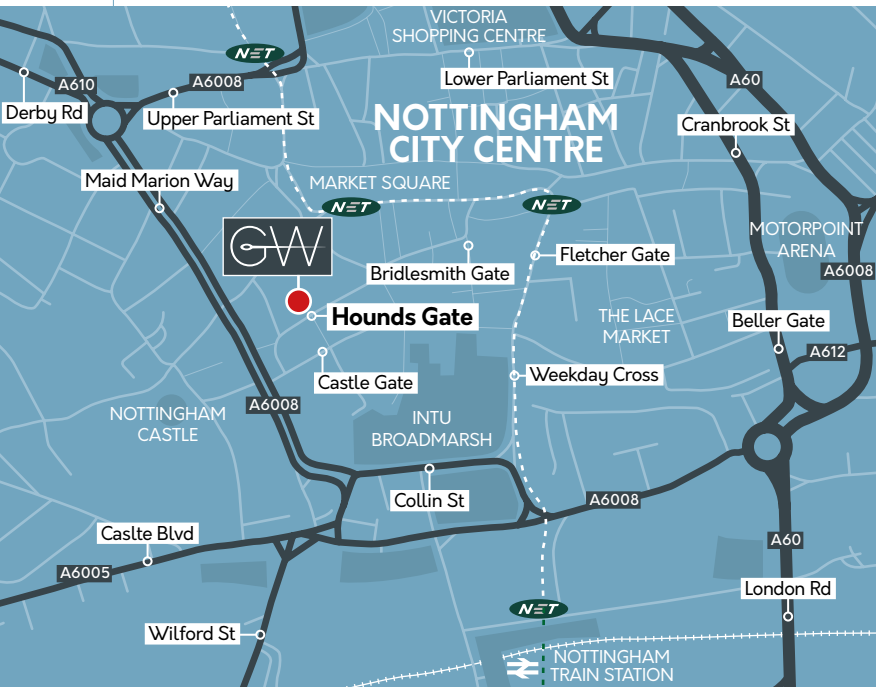 VICTORIA
SHOPPING CENTRE
NET
A610
A6008
Lower Parliament St
A60
Derby Rd
Upper Parliament St
NOTTINGHAM
CITY CENTRE
Cranbrook St
Maid Marion Way
MARKET SQUARE
NET
NET
GW
MOTORPOINT
ARENA
Bridlesmith Gate
Fletcher Gate
A6008
Hounds Gate
THE LACE
MARKET
Beller Gate
A612
Castle Gate
Weekday Cross
A6008
NOTTINGHAM
CASTLE
INTU
BROADMARSH
Collin St
A6008
Caslte Blvd
A60
A6005
London Rd
NET
Wilford St
NOTTINGHAM
TRAIN STATION